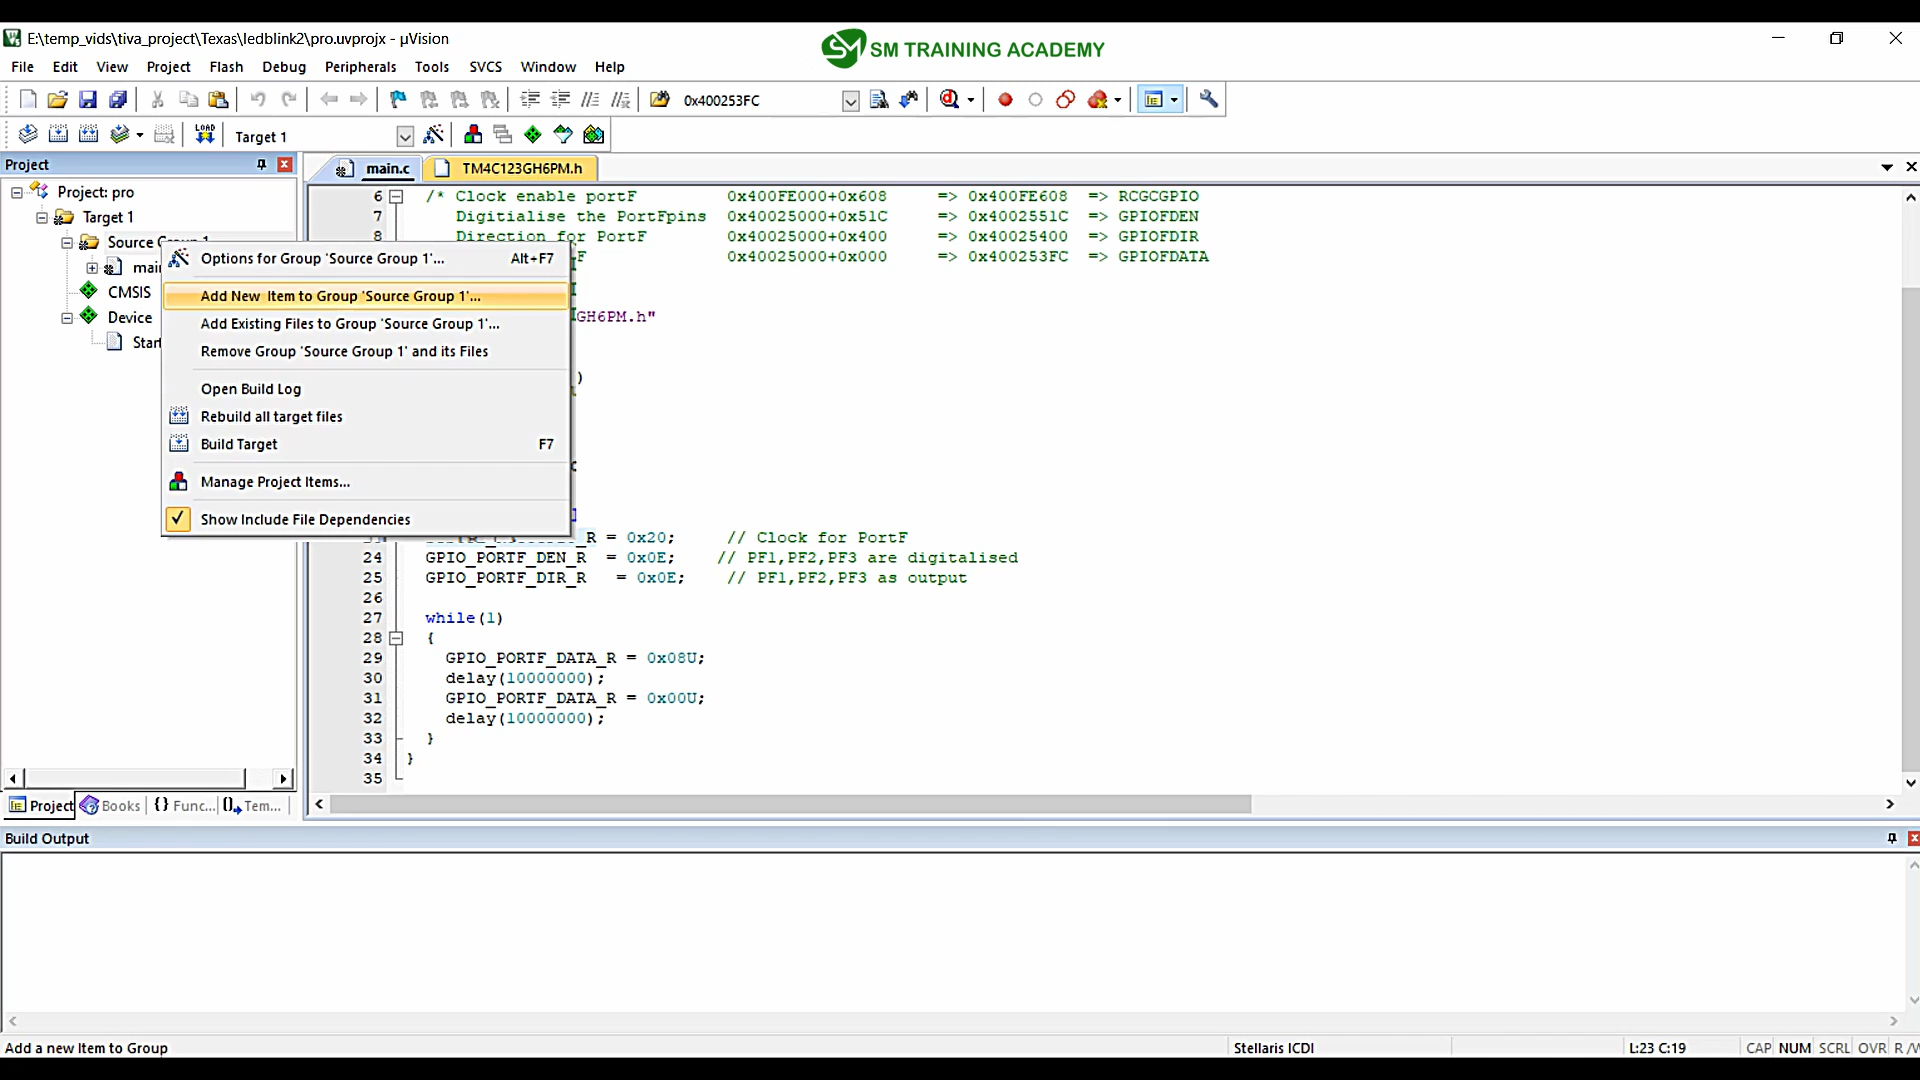 E:\temp_vids\tiva_project\Texas\ledblink2\pro.uvprojx - µVision
SM TRAINING ACADEMY
File Edit View Project Flash Debug Peripherals Tools SVCS Window Help
0x400253FC
LOAD Target 1
Project
main.c TM4C123GH6PM.h
Project: pro
Target 1
Source Group 1
CMSIS
Device
6 /* Clock enable portF 0x400FE000+0x608 => 0x400FE608 => RCGCGPIO
7 Digitialise the PortFpins 0x40025000+0x51C => 0x4002551C => GPIOFDEN
8 Direction for PortF 0x40025000+0x400 => 0x40025400 => GPIOFDIR
F 0x40025000+0x000 => 0x400253FC => GPIOFDATA
GH6PM.h"
)
Options for Group 'Source Group 1'... Alt+F7
Add New Item to Group 'Source Group 1'...
Add Existing Files to Group 'Source Group 1'...
Remove Group 'Source Group 1' and its Files
Open Build Log
Rebuild all target files
Build Target F7
Manage Project Items...
Show Include File Dependencies
R = 0x20; // Clock for PortF
24 GPIO_PORTF_DEN_R = 0x0E; // PF1,PF2,PF3 are digitalised
25 GPIO_PORTF_DIR_R = 0x0E; // PF1,PF2,PF3 as output
26
27 while(1)
28 {
29 GPIO_PORTF_DATA_R = 0x08U;
30 delay(10000000);
31 GPIO_PORTF_DATA_R = 0x00U;
32 delay(10000000);
33 }
34 }
35
Project Books {} Func... Tem...
Build Output
Add a new Item to Group
Stellaris ICDI
L:23 C:19 CAP NUM SCRL OVR R /W